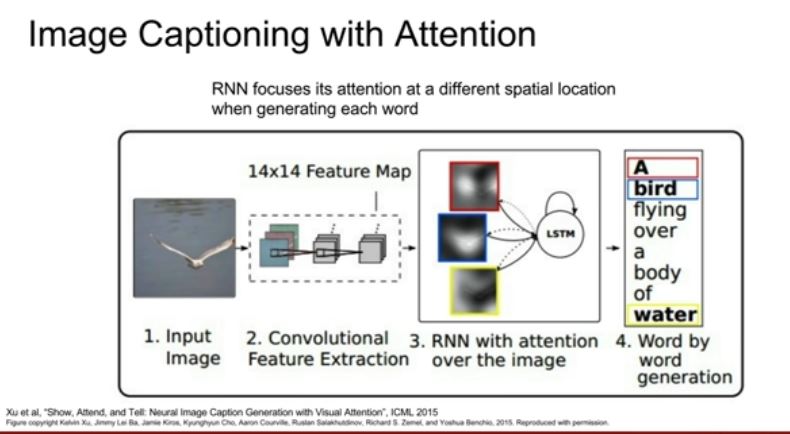 Image Captioning with Attention
RNN focuses its attention at a different spatial location
when generating each word
14x14 Feature Map
LSTM
A
bird
flying
over
a
body
of
water
1. Input
Image
2. Convolutional
Feature Extraction
3. RNN with attention
over the image
4. Word by
word
generation
Xu et al, "Show, Attend, and Tell: Neural Image Caption Generation with Visual Attention", ICML 2015
Figure copyright Kelvin Xu, Jimmy Lei Ba, Jamie Kiros, Kyunghyun Cho, Aaron Courville, Ruslan Salakhutdinov, Richard S. Zemel, and Yoshua Benchio, 2015. Reproduced with permission.